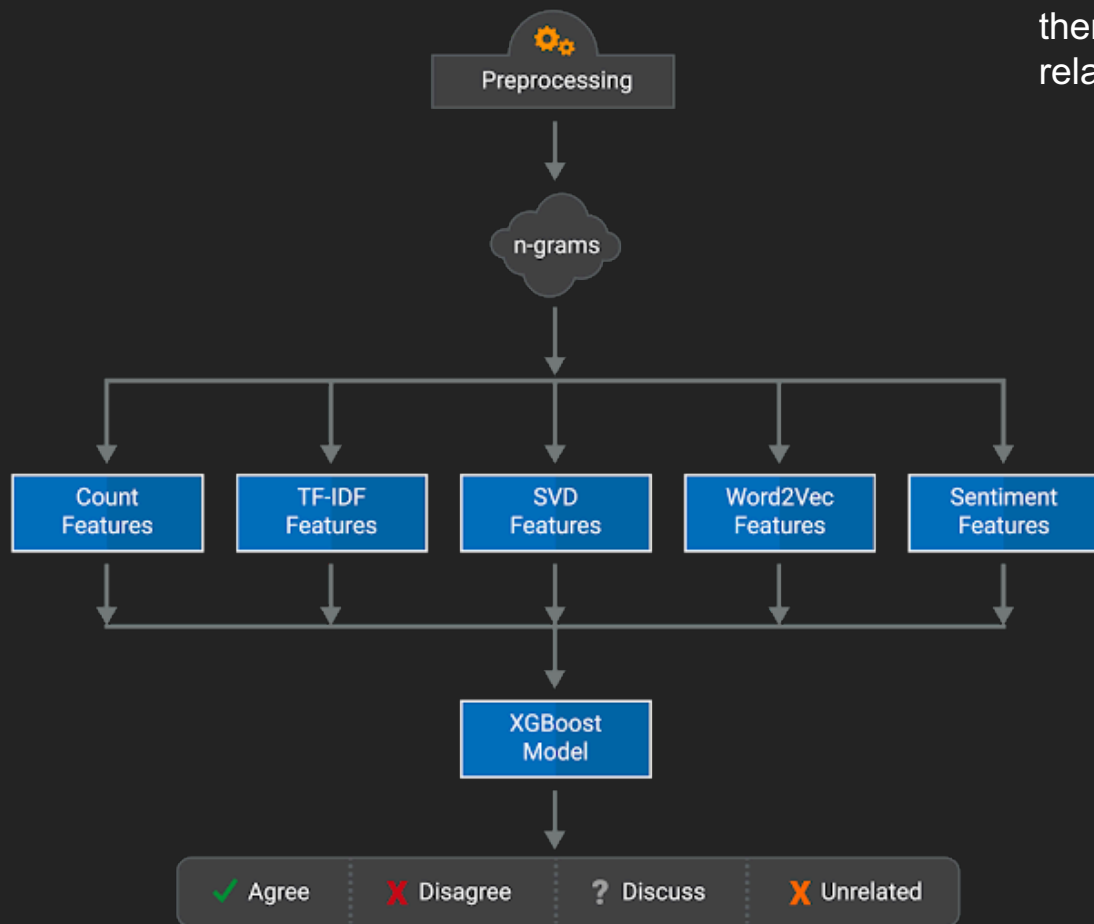 Preprocessing
n-grams
Count
Features
TF-IDF
Features
SVD
Features
Word2Vec
Features
Sentiment
Features
XGBoost
Model
Agree
Disagree
? Discuss
Unrelated